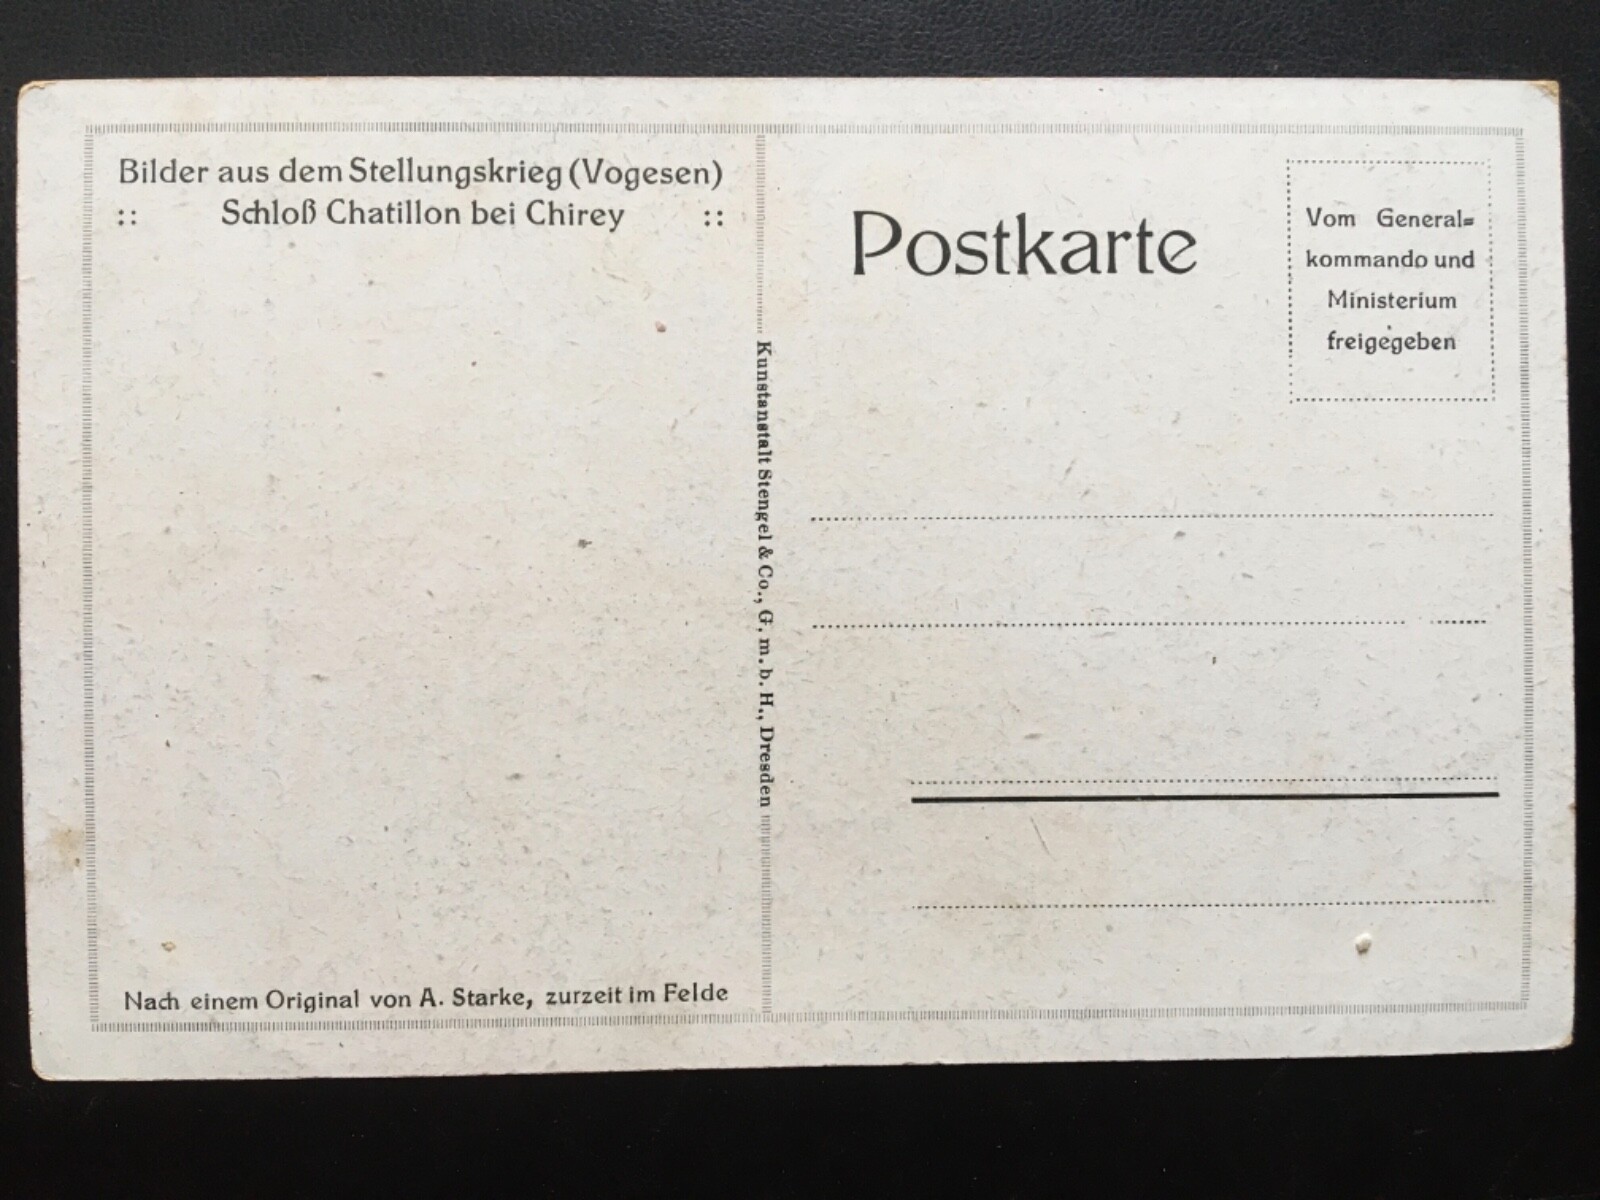 Bilder aus dem Stellungskrieg (Vogesen)
:: Schloß Chatillon bei Chirey ::
Nach einem Original von A. Starke, zurzeit im Felde
Kunstanstalt Stengel & Co., G. m. b. H., Dresden
Postkarte
Vom General=
kommando und
Ministerium
freigegeben